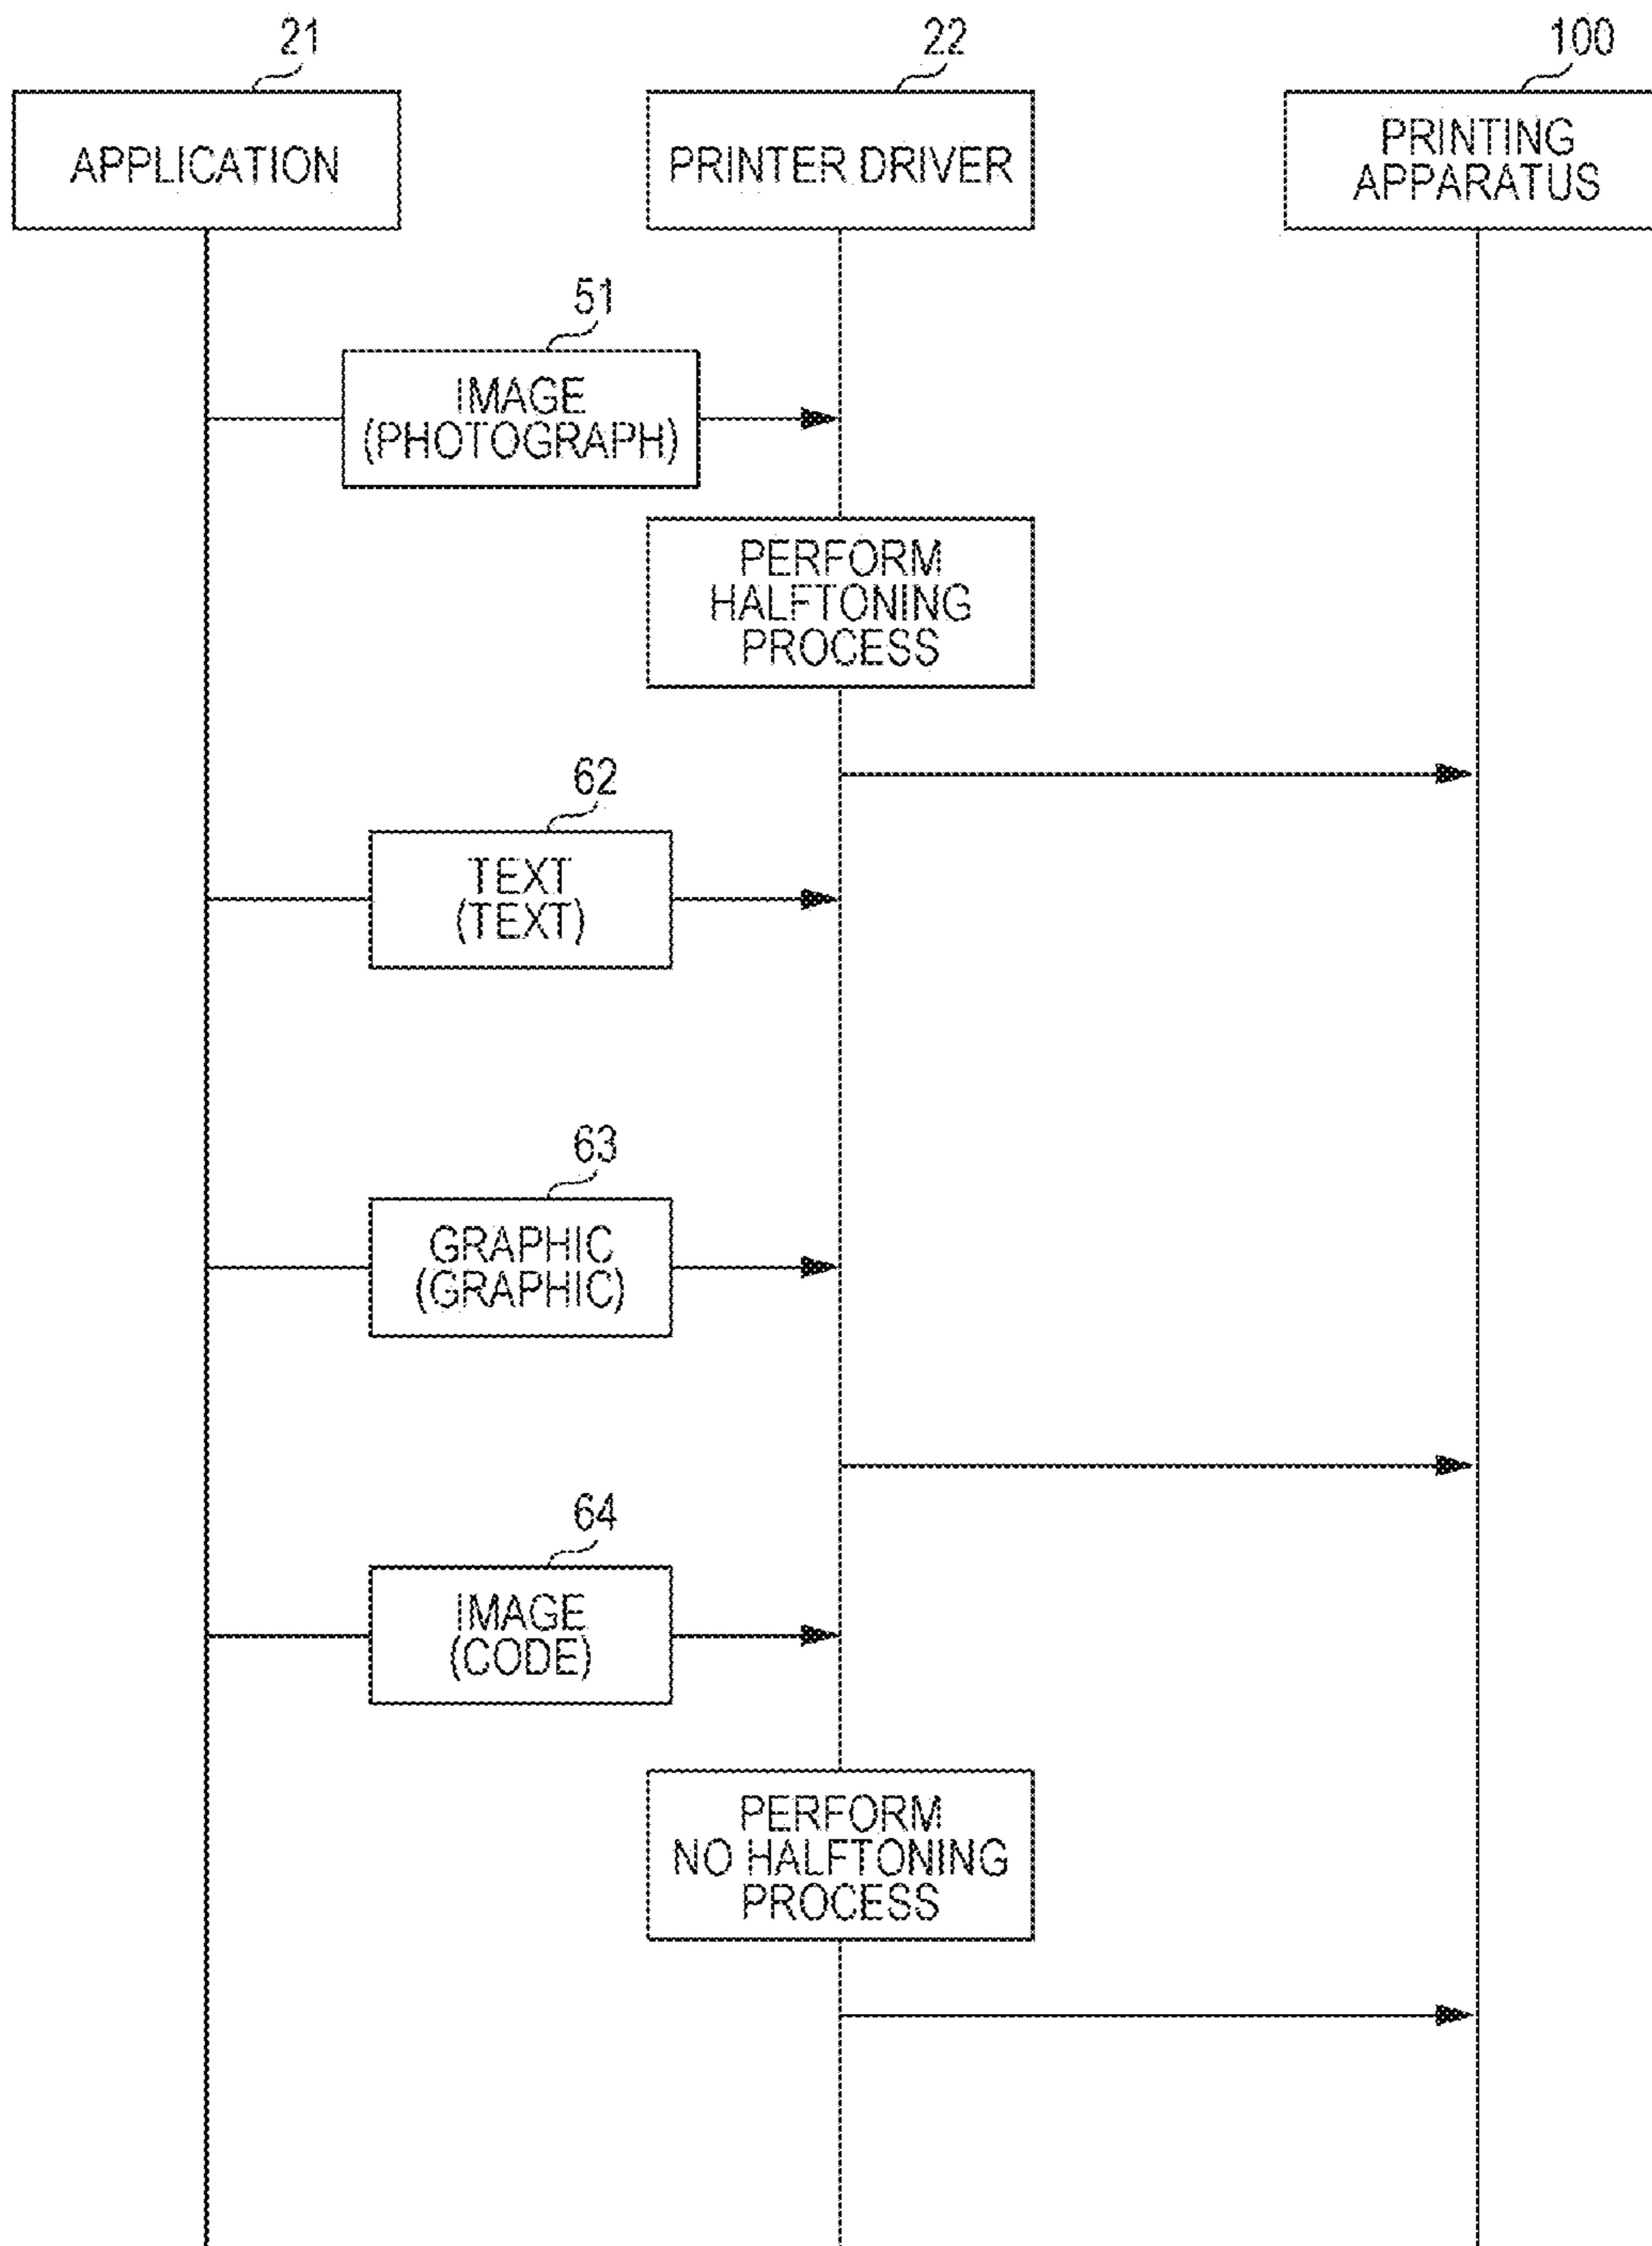 21
22
100
APPLICATION
PRINTER DRIVER
PRINTING
APPARATUS
51
IMAGE
(PHOTOGRAPH)
PERFORM
HALFTONING
PROCESS
62
TEXT
(TEXT)
63
GRAPHIC
(GRAPHIC)
64
IMAGE
(CODE)
PERFORM
NO HALFTONING
PROCESS